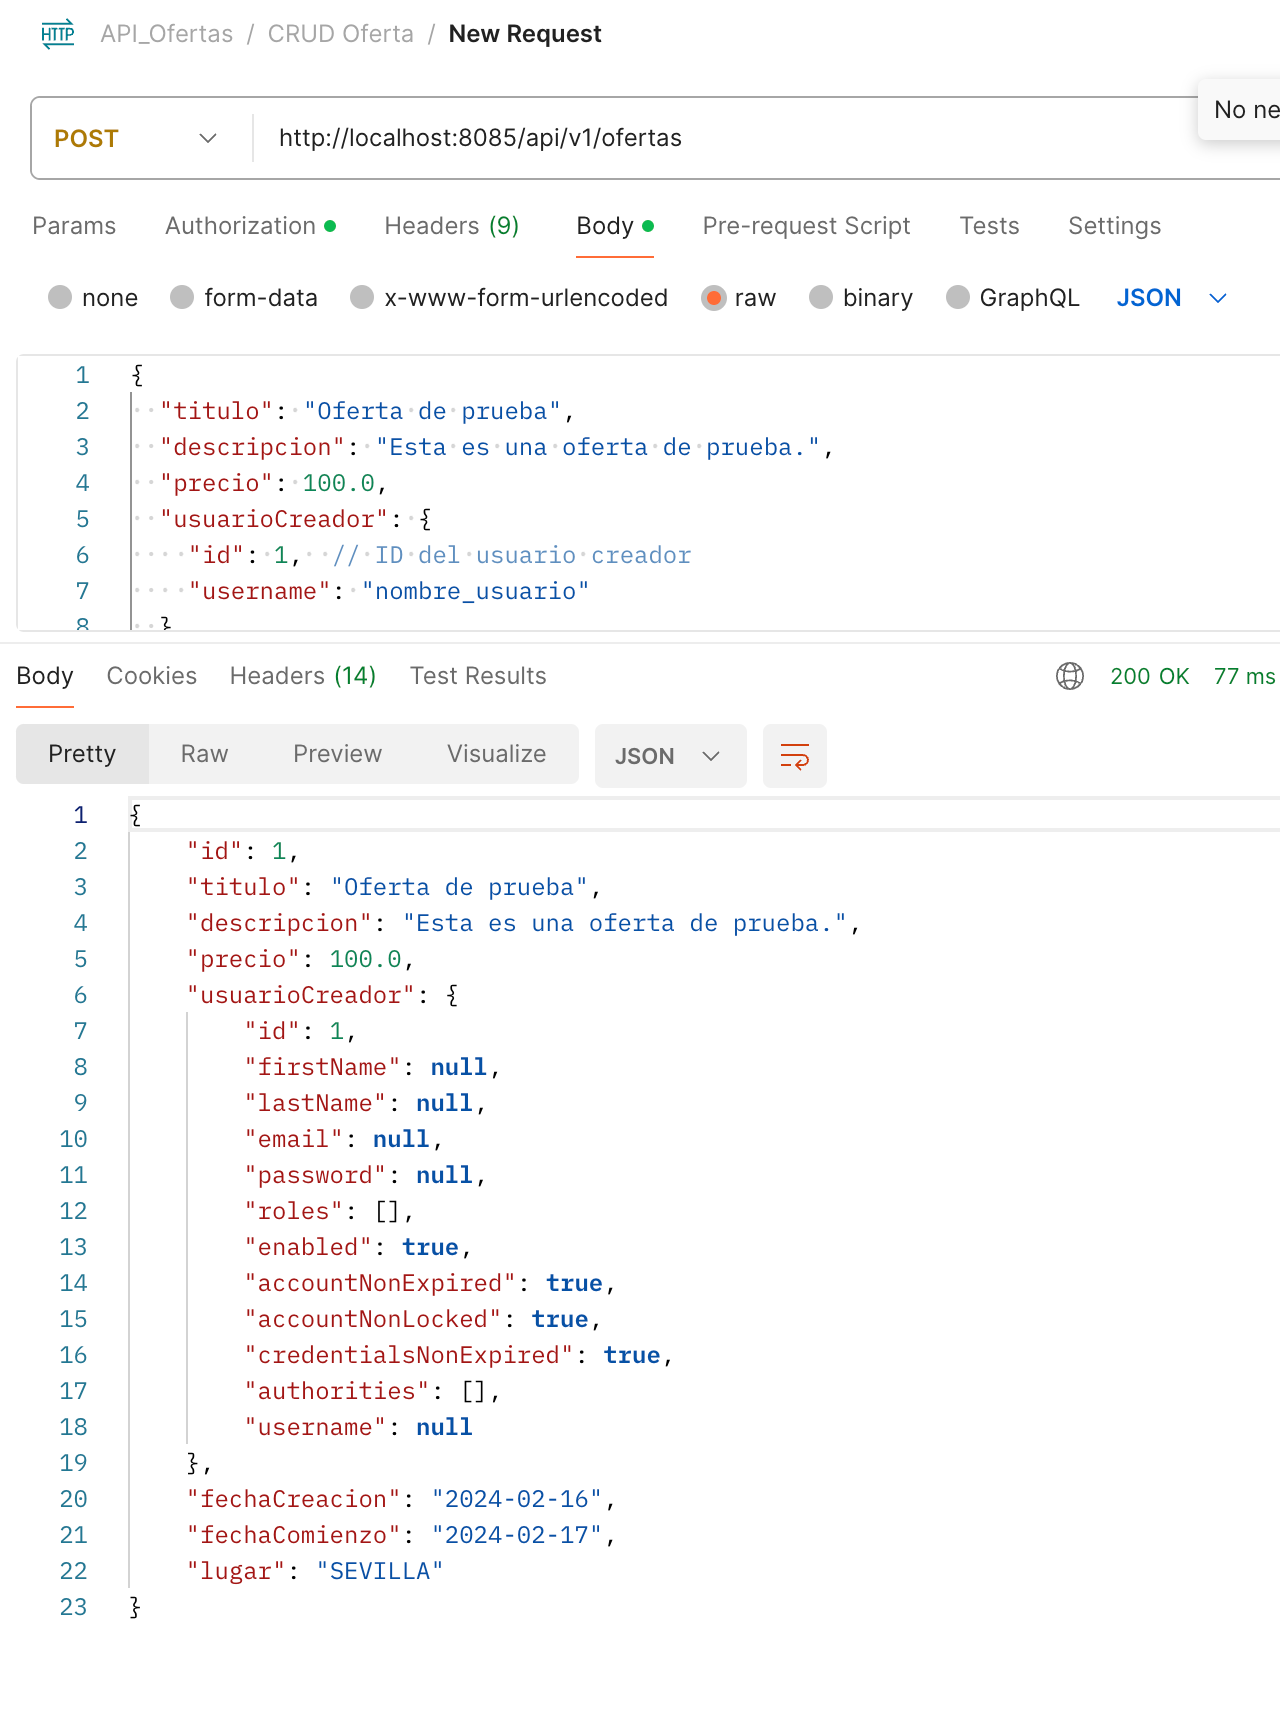 HTTP API_Ofertas / CRUD Oferta / New Request
No ne
POST http://localhost:8085/api/v1/ofertas
Params Authorization Headers (9) Body Pre-request Script Tests Settings
none form-data x-www-form-urlencoded raw binary GraphQL JSON
1 {
2 "titulo": "Oferta de prueba",
3 "descripcion": "Esta es una oferta de prueba.",
4 "precio": 100.0,
5 "usuarioCreador": {
6 "id": 1, // ID del usuario creador
7 "username": "nombre_usuario"
8 }
Body Cookies Headers (14) Test Results 200 OK 77 ms
Pretty Raw Preview Visualize JSON
1 {
2 "id": 1,
3 "titulo": "Oferta de prueba",
4 "descripcion": "Esta es una oferta de prueba.",
5 "precio": 100.0,
6 "usuarioCreador": {
7 "id": 1,
8 "firstName": null,
9 "lastName": null,
10 "email": null,
11 "password": null,
12 "roles": [],
13 "enabled": true,
14 "accountNonExpired": true,
15 "accountNonLocked": true,
16 "credentialsNonExpired": true,
17 "authorities": [],
18 "username": null
19 },
20 "fechaCreacion": "2024-02-16",
21 "fechaComienzo": "2024-02-17",
22 "lugar": "SEVILLA"
23 }